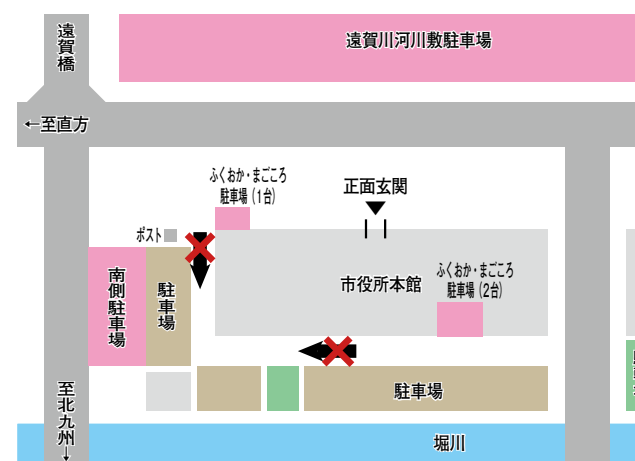 遠賀橋
遠賀川河川敷駐車場
←至直方
ふくおか・まごころ
駐車場（1台）
正面玄関
ポスト
南側駐車場
駐車場
市役所本館
ふくおか・まごころ
駐車場（2台）
至北九州→
駐車場
堀川